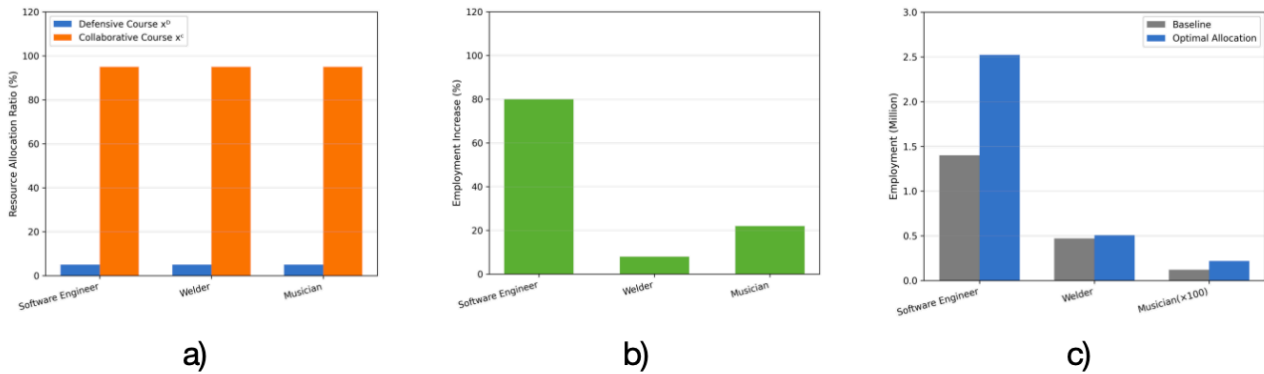 Defensive Course xᴰ
Collaborative Course xᶜ
Resource Allocation Ratio (%)
120
100
80
60
40
20
0
Software Engineer
Welder
Musician
a)
Employment Increase (%)
120
100
80
60
40
20
0
Software Engineer
Welder
Musician
b)
Baseline
Optimal Allocation
Employment (Million)
3.0
2.5
2.0
1.5
1.0
0.5
0.0
Software Engineer
Welder
Musician(×100)
c)